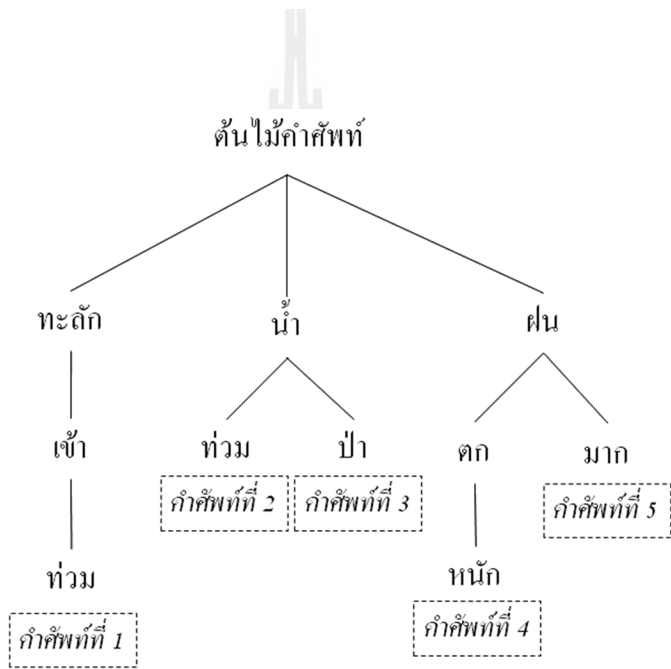 ต้นไม้คำศัพท์
ทะลัก น้ำ ฝน
เข้า ท่วม ป่า ตก มาก
คำศัพท์ที่ 2 คำศัพท์ที่ 3 คำศัพท์ที่ 5
ท่วม หนัก
คำศัพท์ที่ 1 คำศัพท์ที่ 4